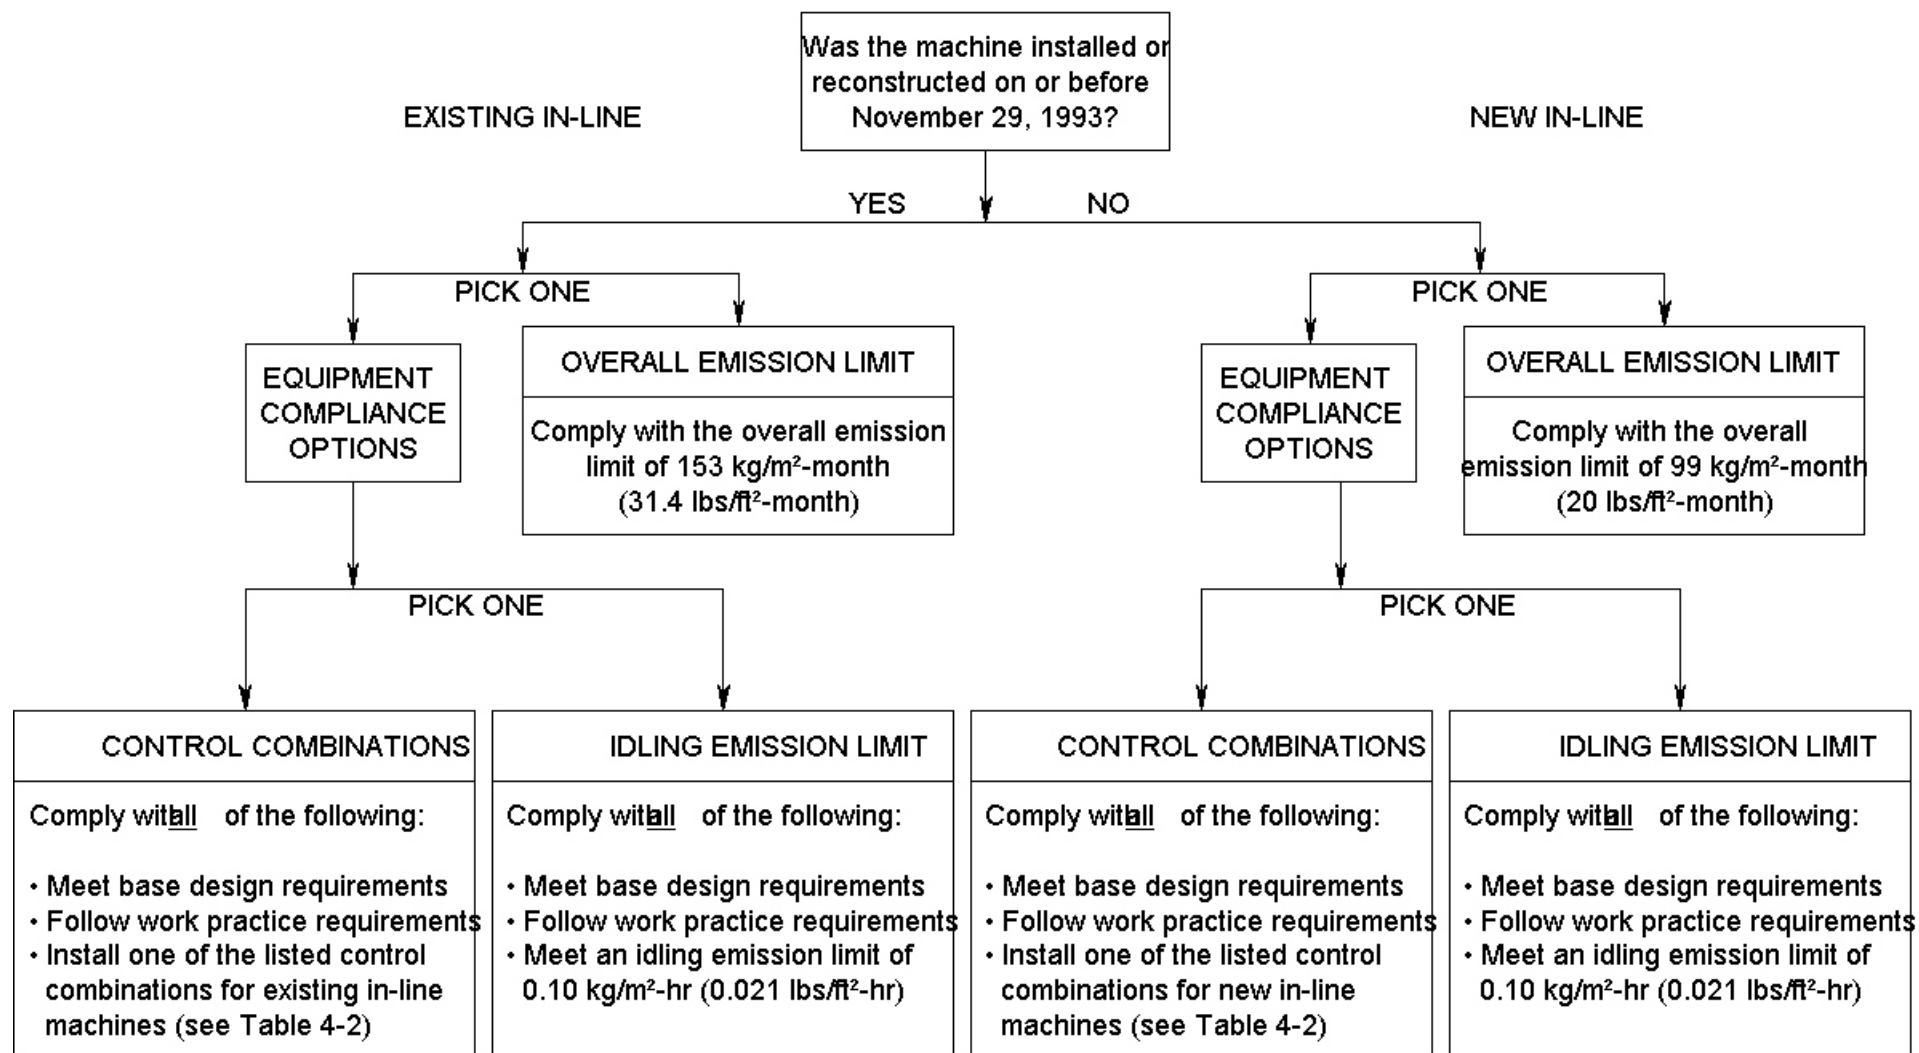 Was the machine installed or
reconstructed on or before
November 29, 1993?
EXISTING IN-LINE
NEW IN-LINE
YES
NO
PICK ONE
PICK ONE
EQUIPMENT
COMPLIANCE
OPTIONS
OVERALL EMISSION LIMIT
Comply with the overall emission
limit of 153 kg/m²-month
(31.4 lbs/ft²-month)
EQUIPMENT
COMPLIANCE
OPTIONS
OVERALL EMISSION LIMIT
Comply with the overall
emission limit of 99 kg/m²-month
(20 lbs/ft²-month)
PICK ONE
PICK ONE
CONTROL COMBINATIONS
Comply with all of the following:
• Meet base design requirements
• Follow work practice requirements
• Install one of the listed control
combinations for existing in-line
machines (see Table 4-2)
IDLING EMISSION LIMIT
Comply with all of the following:
• Meet base design requirements
• Follow work practice requirements
• Meet an idling emission limit of
0.10 kg/m²-hr (0.021 lbs/ft²-hr)
CONTROL COMBINATIONS
Comply with all of the following:
• Meet base design requirements
• Follow work practice requirements
• Install one of the listed control
combinations for new in-line
machines (see Table 4-2)
IDLING EMISSION LIMIT
Comply with all of the following:
• Meet base design requirements
• Follow work practice requirements
• Meet an idling emission limit of
0.10 kg/m²-hr (0.021 lbs/ft²-hr)